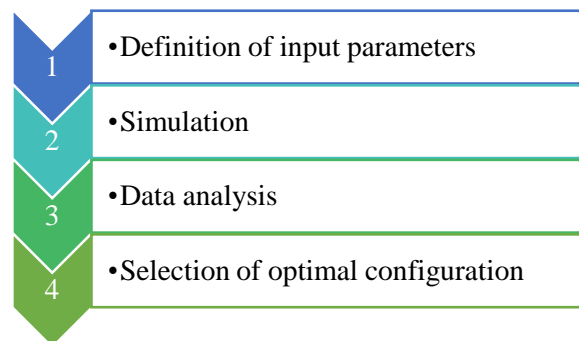 1
•Definition of input parameters
2
•Simulation
3
•Data analysis
4
•Selection of optimal configuration